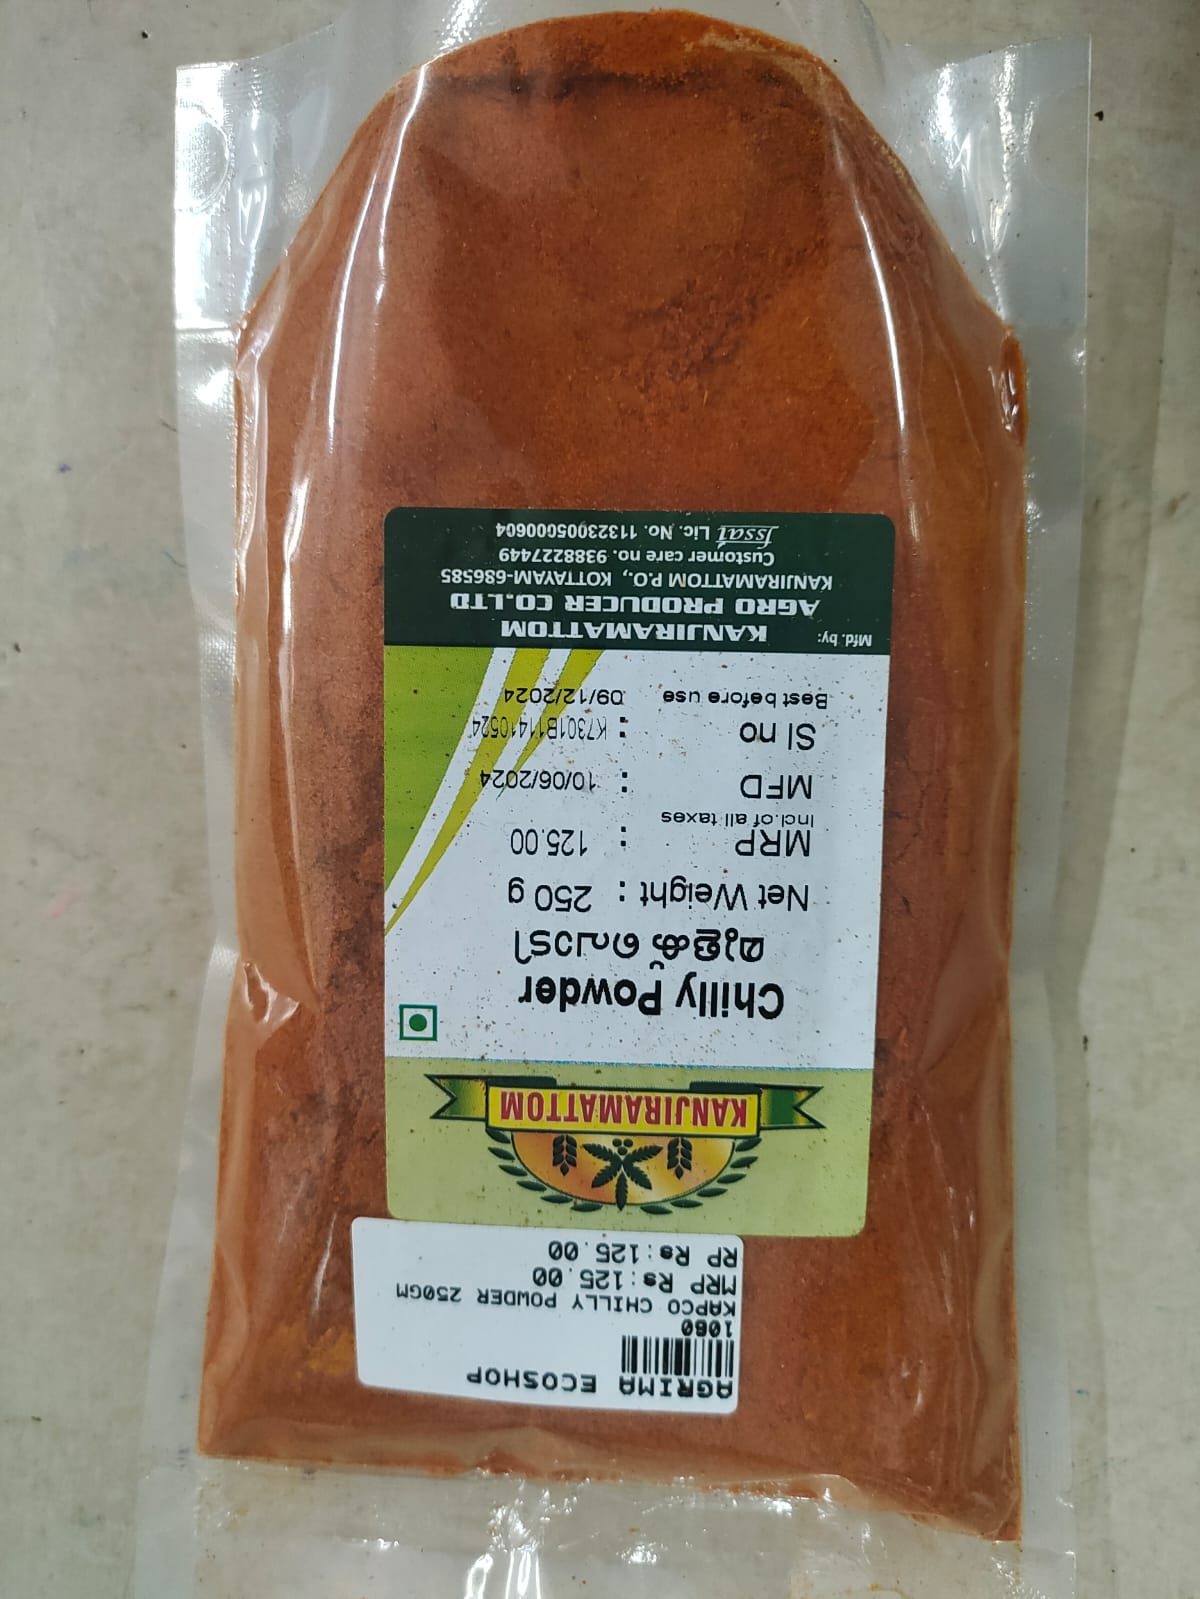 AGRIMA ECOSHOP
1060
KAPCO CHILLY POWDER 250GM
MRP Rs:125.00
RP Rs:125.00
KANJIRAMATTOM
Chilly Powder
മുളക് പൊടി
Net Weight : 250 g
MRP : 125.00
Incl.of all taxes
MFD : 10/06/2024
Sl no : K7301B11410524
Best before use 09/12/2024
Mfd. by: KANJIRAMATTOM
AGRO PRODUCER CO.LTD
KANJIRAMATTOM P.O., KOTTAYAM-686585
Customer care no. 9388227449
fssai Lic. No. 11323005000604